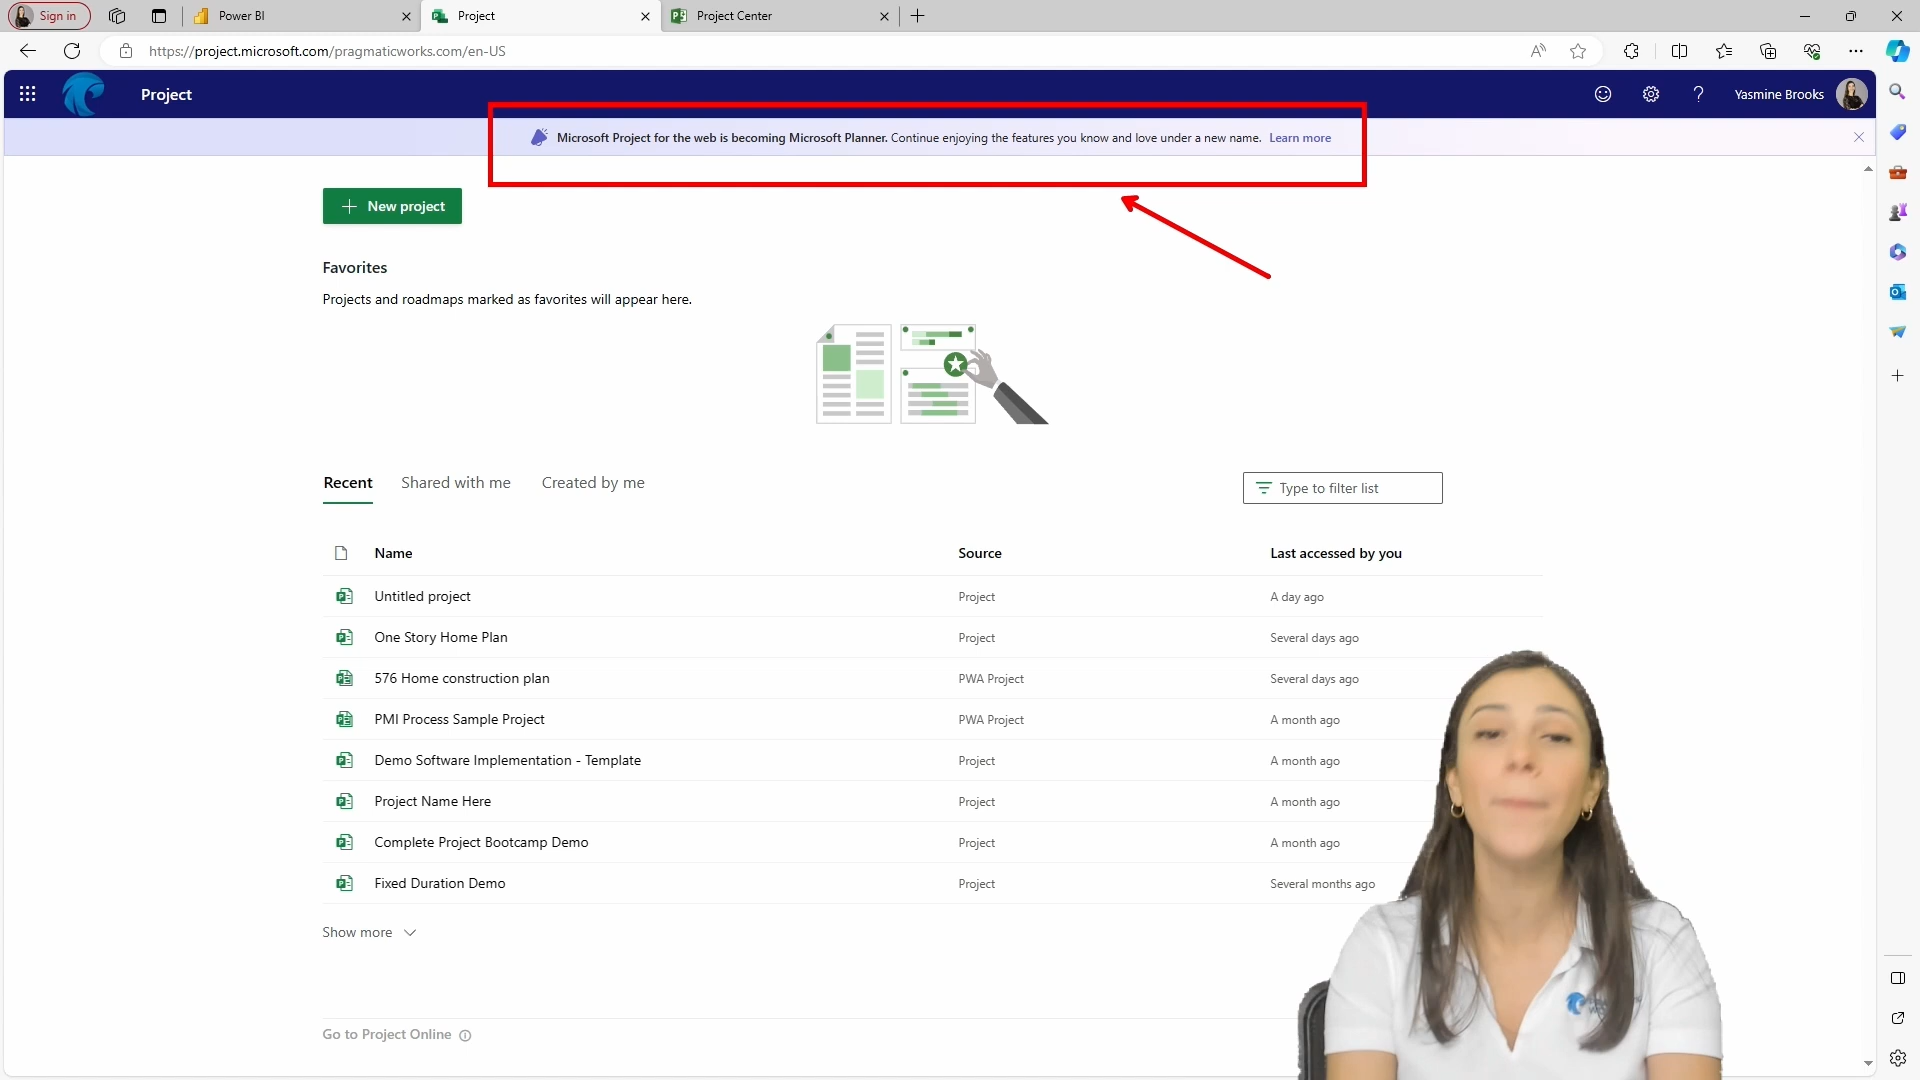 Sign in
Power BI
Project
Project Center
https://project.microsoft.com/pragmaticworks.com/en-US
Project
Yasmine Brooks
Microsoft Project for the web is becoming Microsoft Planner. Continue enjoying the features you know and love under a new name. Learn more
New project
Favorites
Projects and roadmaps marked as favorites will appear here.
Recent
Shared with me
Created by me
Type to filter list
Name
Source
Last accessed by you
Untitled project
Project
A day ago
One Story Home Plan
Project
Several days ago
576 Home construction plan
PWA Project
Several days ago
PMI Process Sample Project
PWA Project
A month ago
Demo Software Implementation - Template
Project
A month ago
Project Name Here
Project
A month ago
Complete Project Bootcamp Demo
Project
A month ago
Fixed Duration Demo
Project
Several months ago
Show more
Go to Project Online